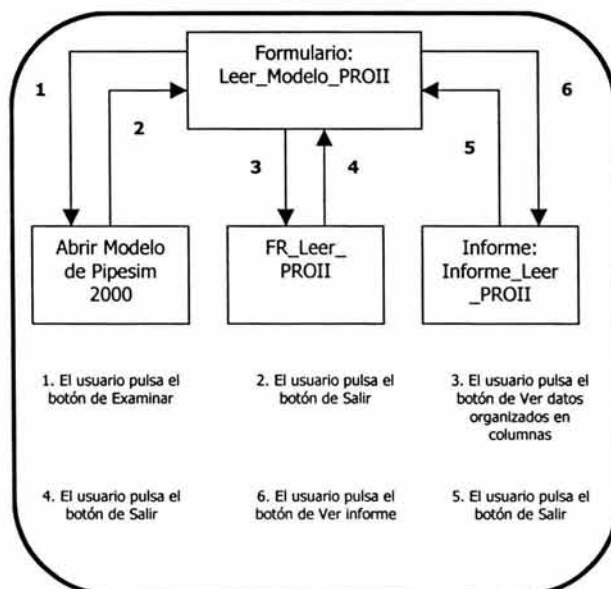 Formulario:
Leer_Modelo_PROII
1
2
3
4
5
6
Abrir Modelo
de Pipesim
2000
FR_Leer_
PROII
Informe:
Informe_Leer
_PROII
1. El usuario pulsa el
botón de Examinar
2. El usuario pulsa el
botón de Salir
3. El usuario pulsa el
botón de Ver datos
organizados en
columnas
4. El usuario pulsa el
botón de Salir
6. El usuario pulsa el
botón de Ver informe
5. El usuario pulsa el
botón de Salir